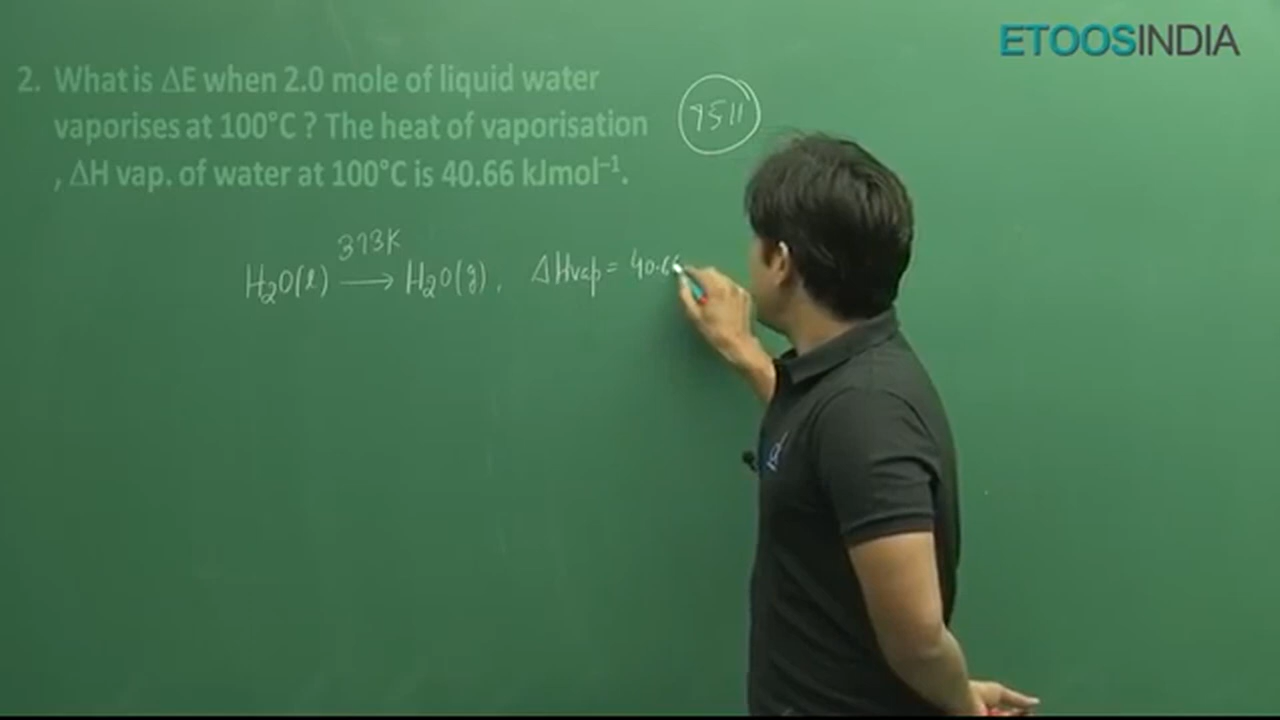 ETOOSINDIA
2. What is ΔE when 2.0 mole of liquid water
vaporises at 100°C ? The heat of vaporisation
, ΔH vap. of water at 100°C is 40.66 kJmol⁻¹.
373K
H₂O(l) ⟶ H₂O(g), ΔHvap = 40.66